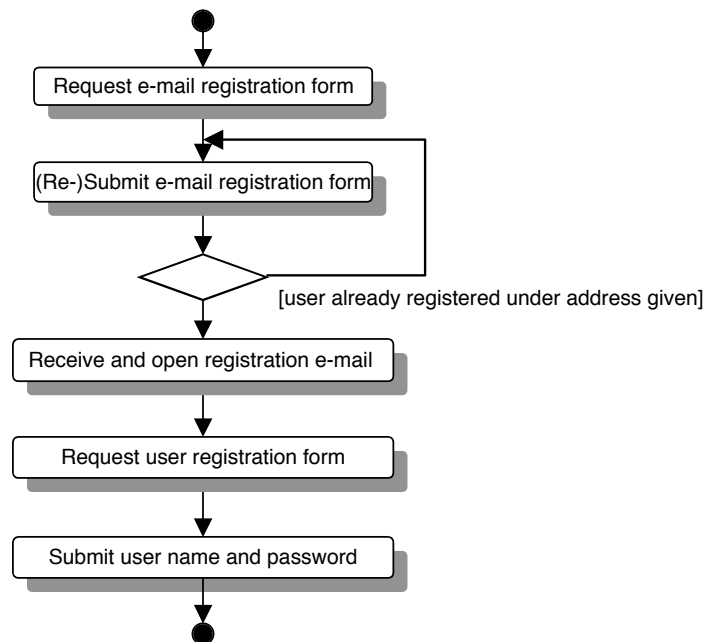 Request e-mail registration form
(Re-)Submit e-mail registration form
[user already registered under address given]
Receive and open registration e-mail
Request user registration form
Submit user name and password